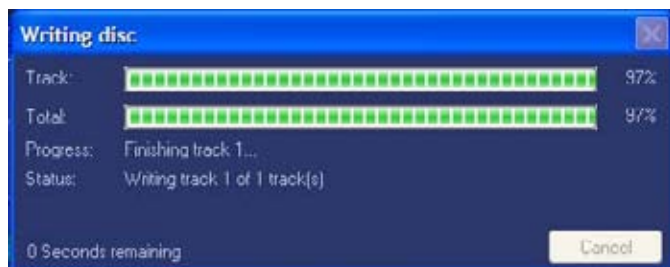 Writing disc
Track: 97%
Total: 97%
Progress: Finishing track 1...
Status: Writing track 1 of 1 track(s)
0 Seconds remaining Cancel